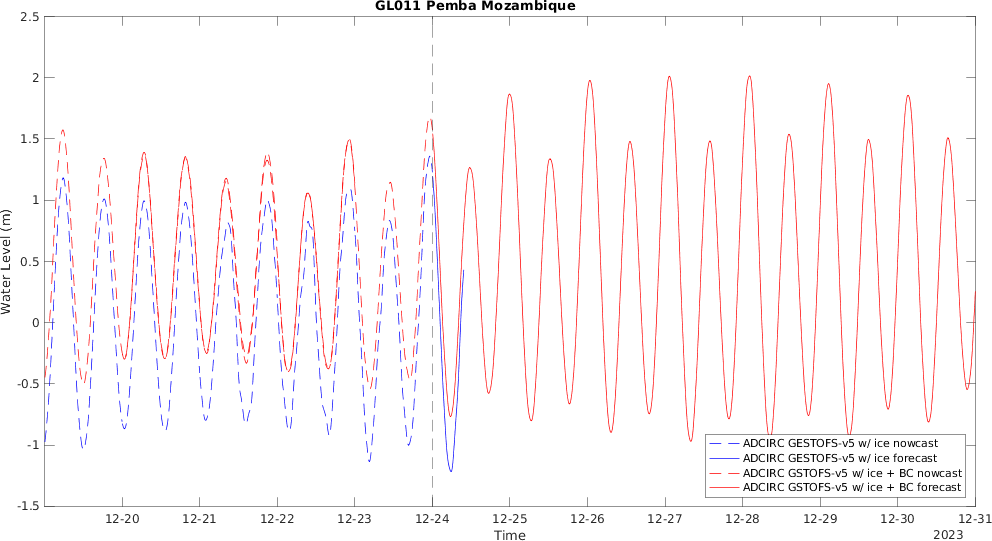 GL011 Pemba Mozambique
2.5
2
1.5
1
0.5
0
-0.5
-1
-1.5
Water Level (m)
ADCIRC GESTOFS-v5 w/ ice nowcast
ADCIRC GESTOFS-v5 w/ ice forecast
ADCIRC GSTOFS-v5 w/ ice + BC nowcast
ADCIRC GSTOFS-v5 w/ ice + BC forecast
12-20 12-21 12-22 12-23 12-24 12-25 12-26 12-27 12-28 12-29 12-30 12-31
Time
2023